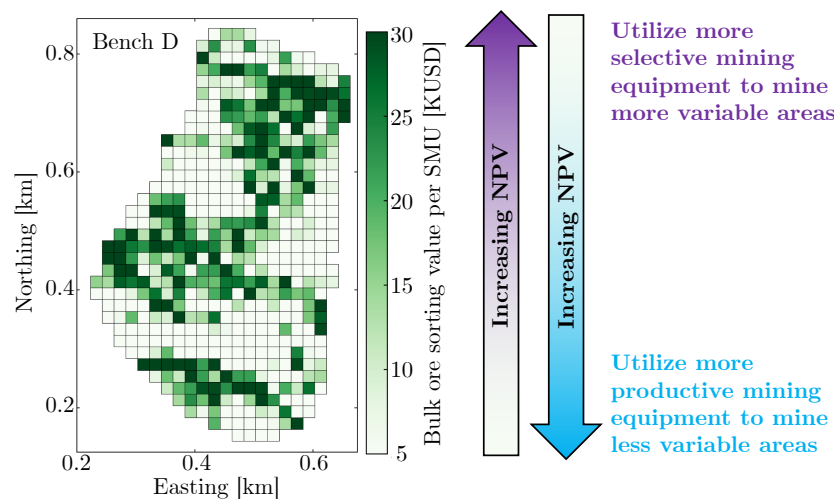 Bench D
0.8
0.8
0.4
0.2
Northing [km]
0.2
0.4
0.6
Easting [km]
30
25
20
15
10
5
Bulk ore sorting value per SMU [KUSD]
Increasing NPV
Increasing NPV
Utilize more
selective mining
equipment to mine
more variable areas
Utilize more
productive mining
equipment to mine
less variable areas